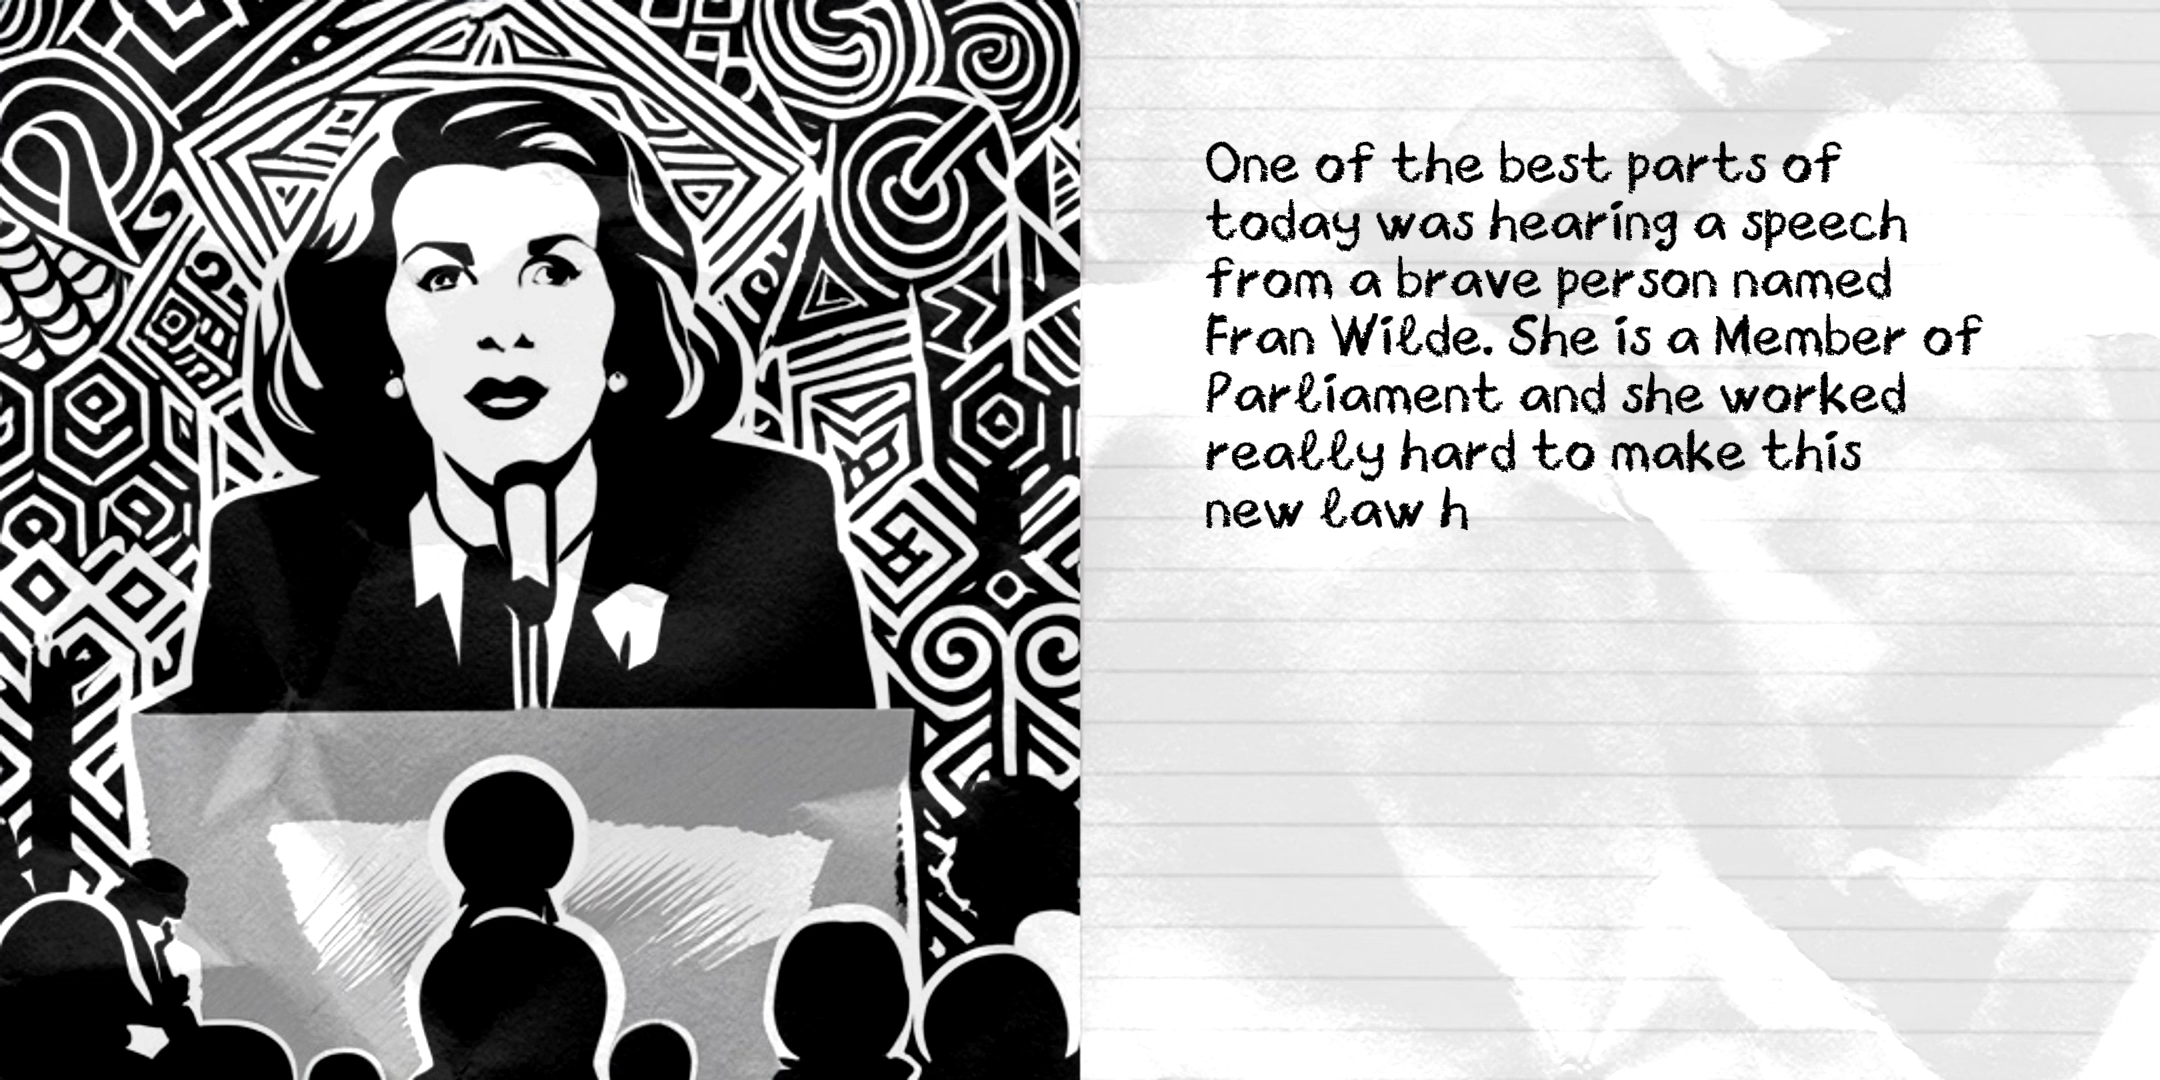 One of the best parts of
today was hearing a speech
from a brave person named
Fran Wilde. She is a Member of
Parliament and she worked
really hard to make this
new law h